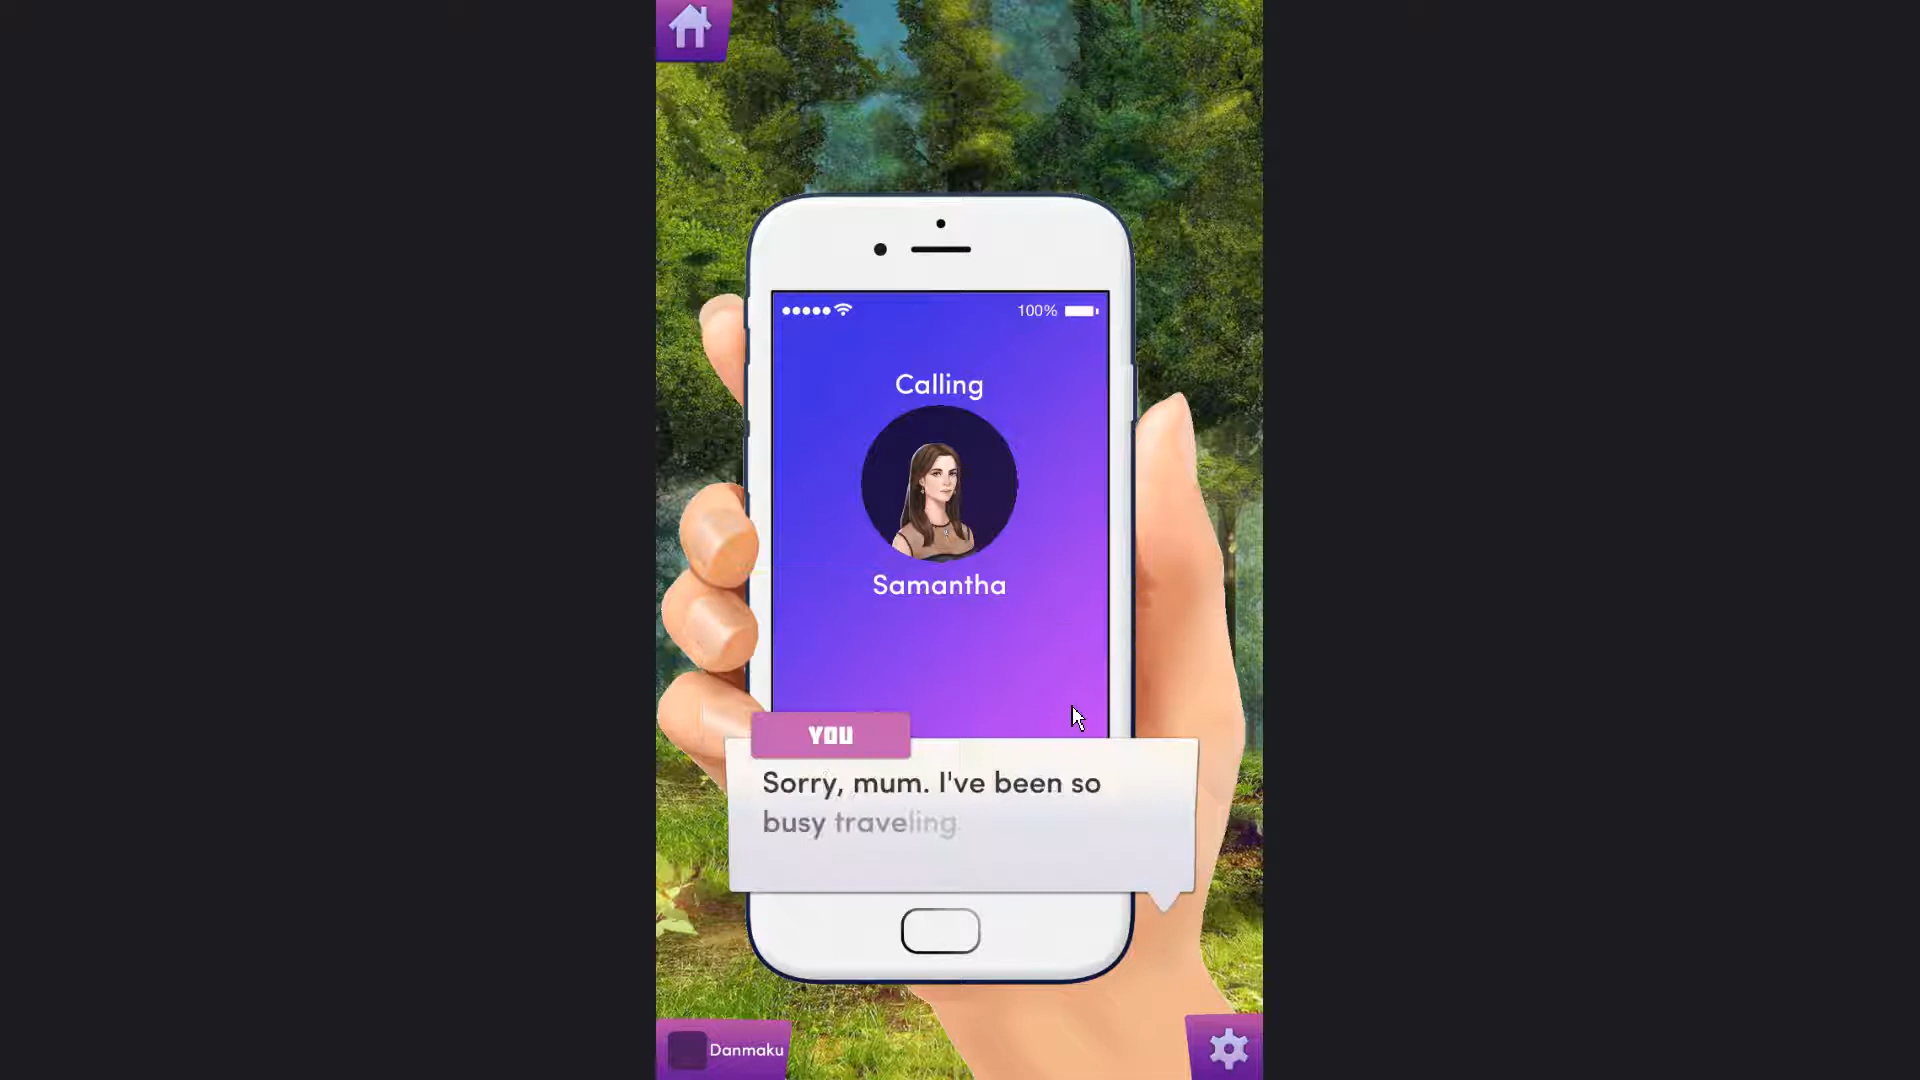 100%
Calling
Samantha
YOU
Sorry, mum. I've been so
busy traveling
Danmaku